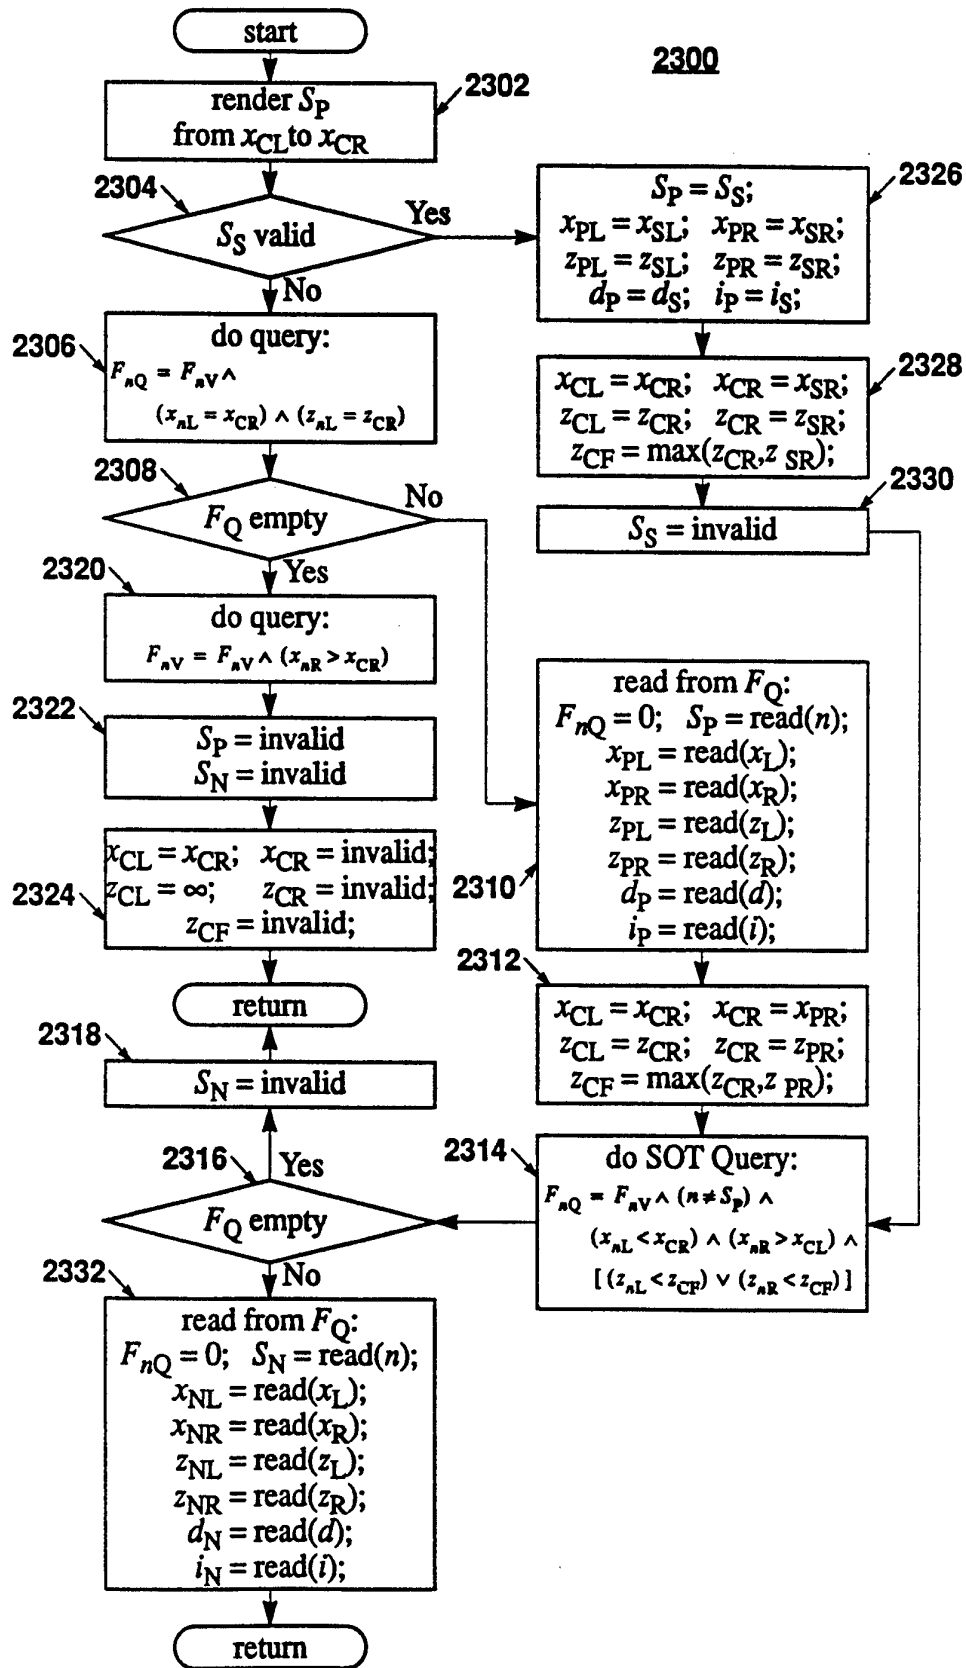 start
2300
2302
render S_P
from x_CL to x_CR
2304
S_S valid
Yes
No
2326
S_P = S_S;
x_PL = x_SL; x_PR = x_SR;
z_PL = z_SL; z_PR = z_SR;
d_P = d_S; i_P = i_S;
2306
do query:
F_nQ = F_nV ∧
(x_nL = x_CR) ∧ (z_nL = z_CR)
2328
x_CL = x_CR; x_CR = x_SR;
z_CL = z_CR; z_CR = z_SR;
z_CF = max(z_CR,z_SR);
2308
F_Q empty
No
Yes
2330
S_S = invalid
2320
do query:
F_nV = F_nV ∧ (x_nR > x_CR)
2322
S_P = invalid
S_N = invalid
2324
x_CL = x_CR; x_CR = invalid;
z_CL = ∞; z_CR = invalid;
z_CF = invalid;
return
2310
read from F_Q:
F_nQ = 0; S_P = read(n);
x_PL = read(x_L);
x_PR = read(x_R);
z_PL = read(z_L);
z_PR = read(z_R);
d_P = read(d);
i_P = read(i);
2312
x_CL = x_CR; x_CR = x_PR;
z_CL = z_CR; z_CR = z_PR;
z_CF = max(z_CR,z_PR);
2318
S_N = invalid
2314
do SOT Query:
F_nQ = F_nV ∧ (n ≠ S_P) ∧
(x_nL < x_CR) ∧ (x_nR > x_CL) ∧
[(z_nL < z_CF) ∨ (z_nR < z_CF)]
2316
Yes
F_Q empty
No
2332
read from F_Q:
F_nQ = 0; S_N = read(n);
x_NL = read(x_L);
x_NR = read(x_R);
z_NL = read(z_L);
z_NR = read(z_R);
d_N = read(d);
i_N = read(i);
return